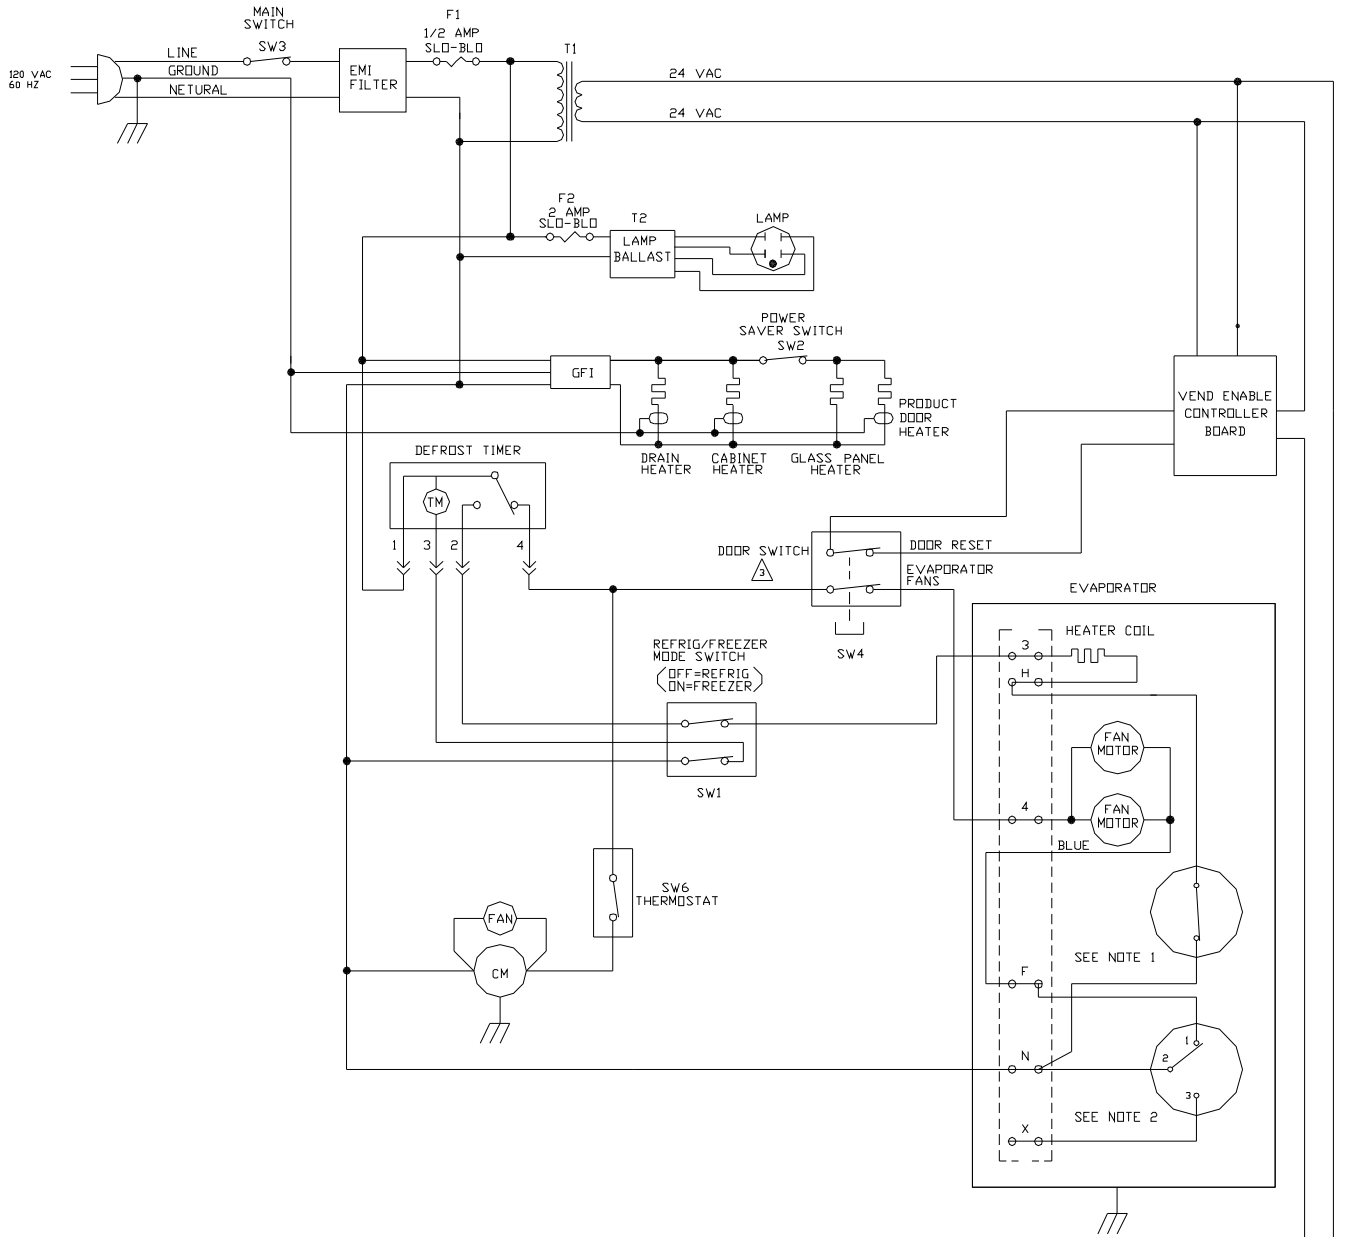 MAIN
SWITCH
SW3
F1
1/2 AMP
SLO-BLO
T1
120 VAC
60 HZ
LINE
GROUND
NETURAL
EMI
FILTER
24 VAC
24 VAC
F2
2 AMP
SLO-BLO
T2
LAMP
BALLAST
LAMP
POWER
SAVER SWITCH
SW2
GFI
PRODUCT
DOOR
HEATER
DRAIN
HEATER
CABINET
HEATER
GLASS PANEL
HEATER
VEND ENABLE
CONTROLLER
BOARD
DEFROST TIMER
TM
1
3
2
4
DOOR SWITCH
3
DOOR RESET
EVAPORATOR
FANS
SW4
EVAPORATOR
REFRIG/FREEZER
MODE SWITCH
(OFF=REFRIG
ON=FREEZER)
SW1
3
HEATER COIL
H
FAN
MOTOR
4
FAN
MOTOR
BLUE
SW6
THERMOSTAT
FAN
CM
SEE NOTE 1
F
N
1
2
3
SEE NOTE 2
X